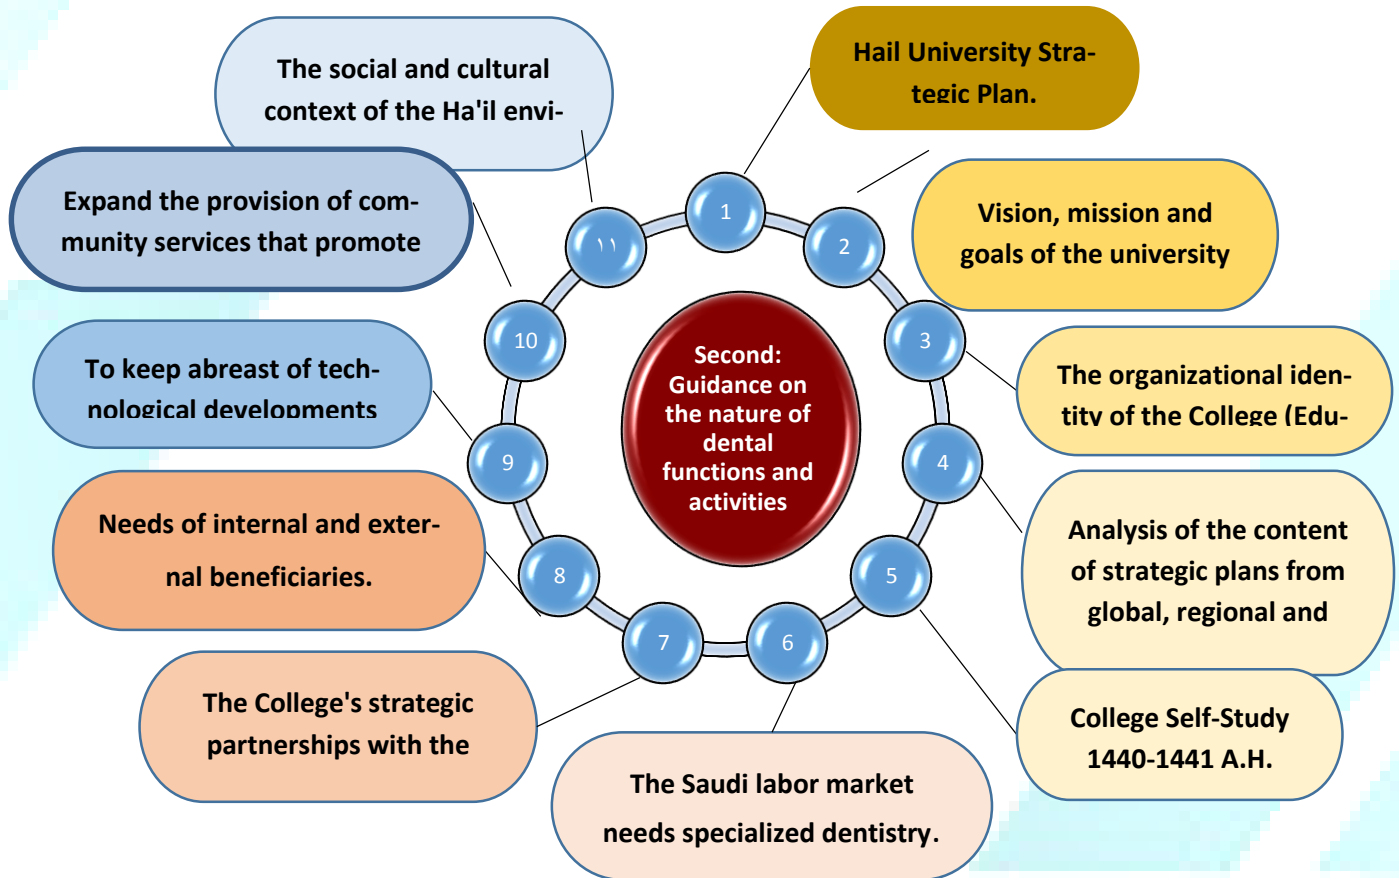 Hail University Stra-
tegic Plan.
Vision, mission and
goals of the university
The organizational iden-
tity of the College (Edu-
Analysis of the content
of strategic plans from
global, regional and
College Self-Study
1440-1441 A.H.
The Saudi labor market
needs specialized dentistry.
The College's strategic
partnerships with the
Needs of internal and exter-
nal beneficiaries.
To keep abreast of tech-
nological developments
Expand the provision of com-
munity services that promote
The social and cultural
context of the Ha'il envi-
1
2
3
4
5
6
7
8
9
10
١١
Second:
Guidance on
the nature of
dental
functions and
activities